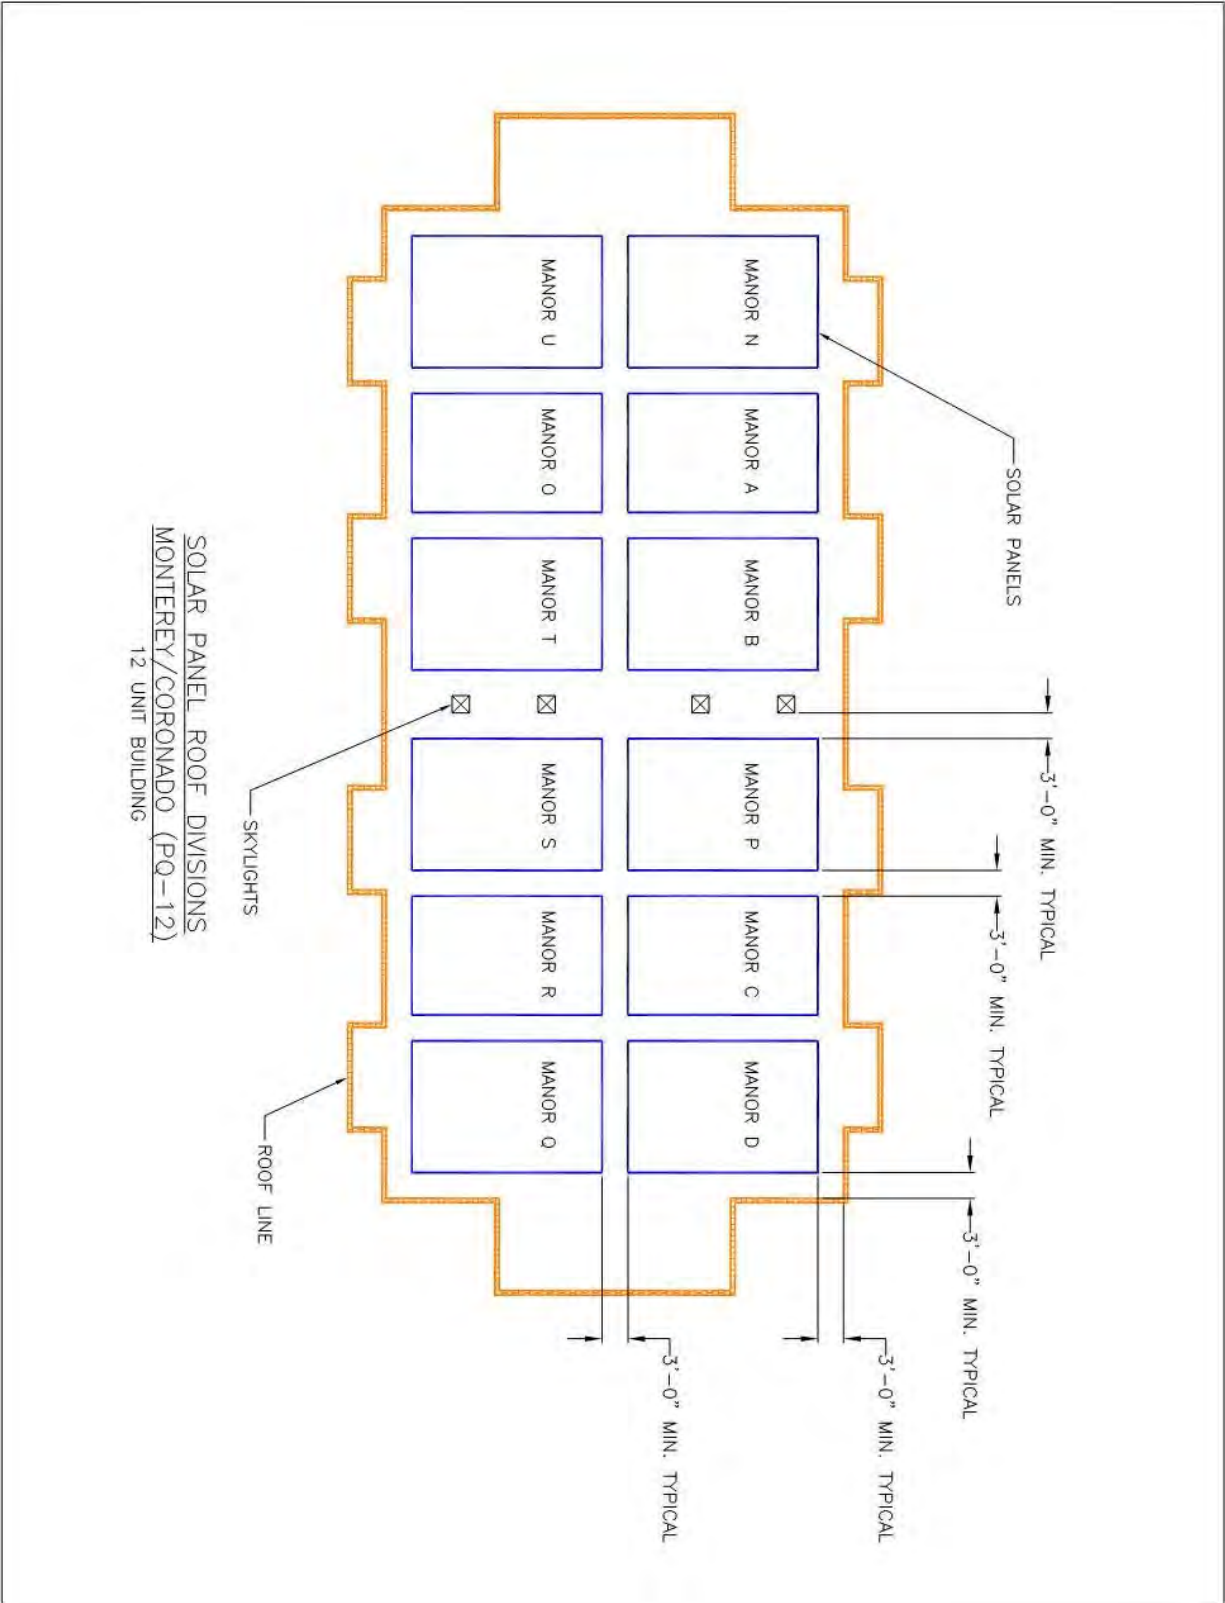 SOLAR PANELS
3'-0" MIN. TYPICAL
3'-0" MIN. TYPICAL
3'-0" MIN. TYPICAL
3'-0" MIN. TYPICAL
3'-0" MIN. TYPICAL
MANOR N
MANOR A
MANOR B
MANOR P
MANOR C
MANOR D
MANOR U
MANOR O
MANOR T
MANOR S
MANOR R
MANOR Q
SKYLIGHTS
ROOF LINE
SOLAR PANEL ROOF DIVISIONS
MONTEREY/CORONADO (PQ-12)
12 UNIT BUILDING